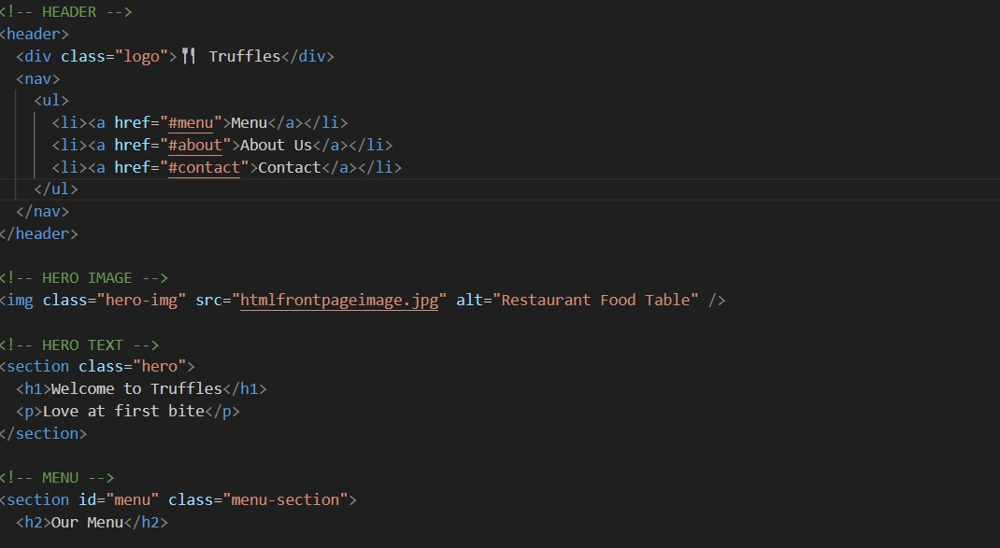 <!-- HEADER -->
<header>
<div class="logo">🍴 Truffles</div>
<nav>
<ul>
<li><a href="#menu">Menu</a></li>
<li><a href="#about">About Us</a></li>
<li><a href="#contact">Contact</a></li>
</ul>
</nav>
</header>
<!-- HERO IMAGE -->
<img class="hero-img" src="htmlfrontpageimage.jpg" alt="Restaurant Food Table" />
<!-- HERO TEXT -->
<section class="hero">
<h1>Welcome to Truffles</h1>
<p>Love at first bite</p>
</section>
<!-- MENU -->
<section id="menu" class="menu-section">
<h2>Our Menu</h2>